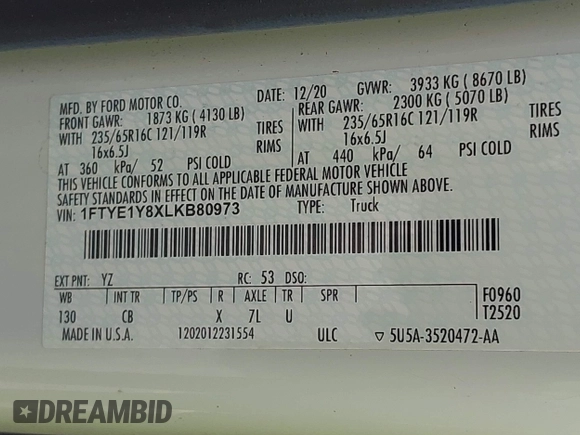 MFD. BY FORD MOTOR CO. DATE: 12/20 GVWR: 3933 KG ( 8670 LB)
FRONT GAWR: 1873 KG ( 4130 LB) REAR GAWR: 2300 KG ( 5070 LB)
WITH 235/65R16C 121/119R TIRES WITH 235/65R16C 121/119R TIRES
16x6.5J RIMS 16x6.5J RIMS
AT 360 kPa/ 52 PSI COLD AT 440 kPa/ 64 PSI COLD
THIS VEHICLE CONFORMS TO ALL APPLICABLE FEDERAL MOTOR VEHICLE
SAFETY STANDARDS IN EFFECT ON THE DATE OF MANUFACTURE SHOWN ABOVE.
VIN: 1FTYE1Y8XLKB80973 TYPE: Truck
EXT PNT: YZ RC: 53 DSO:
WB INT TR TP/PS R AXLE TR SPR F0960
130 CB X 7L U T2520
MADE IN U.S.A. 1202012231554 ULC ▽ 5U5A-3520472-AA
DREAMBID